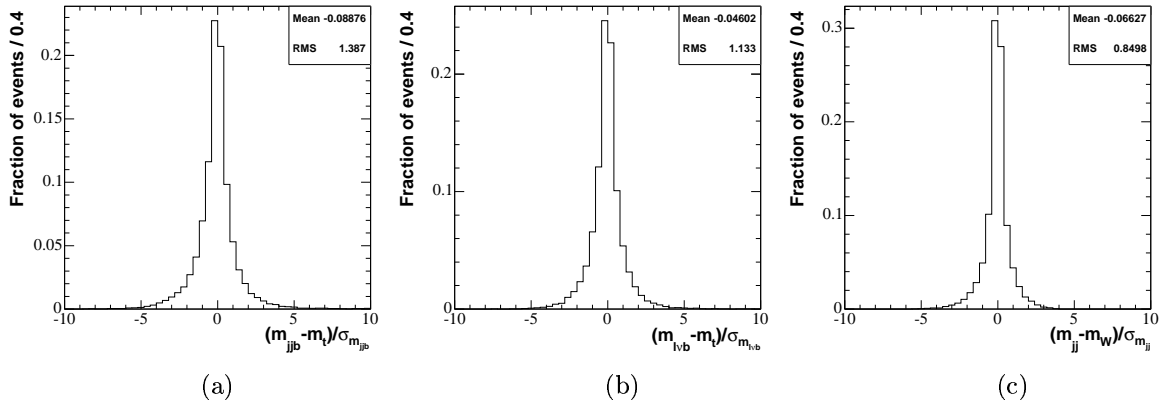 Fraction of events / 0.4
0.2
0.15
0.1
0.05
0
-10
-5
0
5
10
(m_jjb-m_t)/σ_m_jjb
Mean -0.08876
RMS 1.387
(a)
Fraction of events / 0.4
0.2
0.1
0
-10
-5
0
5
10
(m_lνb-m_t)/σ_m_lνb
Mean -0.04602
RMS 1.133
(b)
Fraction of events / 0.4
0.3
0.2
0.1
0
-10
-5
0
5
10
(m_jj-m_W)/σ_m_jj
Mean -0.06627
RMS 0.8498
(c)